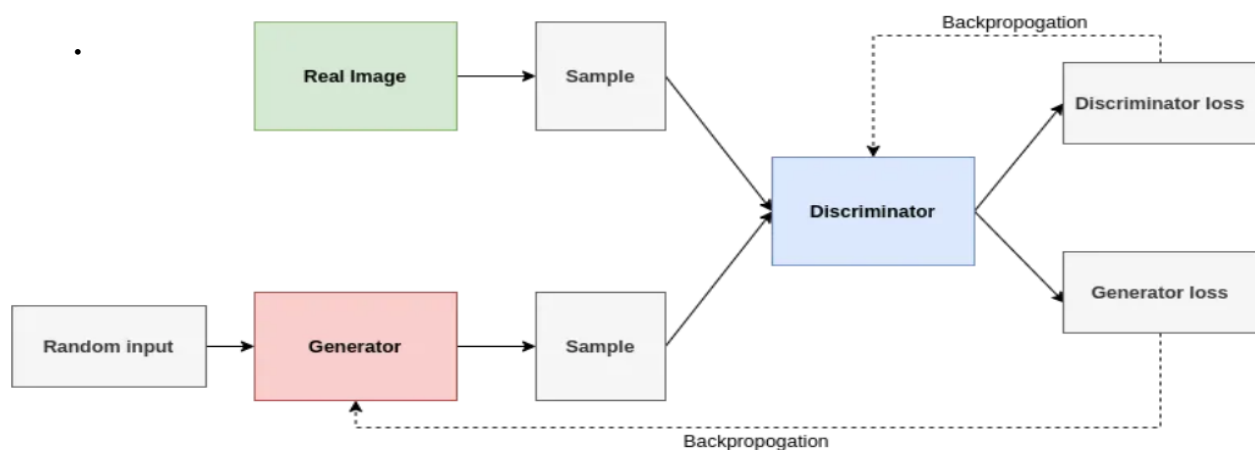 Backpropogation
Real Image
Sample
Discriminator loss
Discriminator
Generator loss
Random input
Generator
Sample
Backpropogation